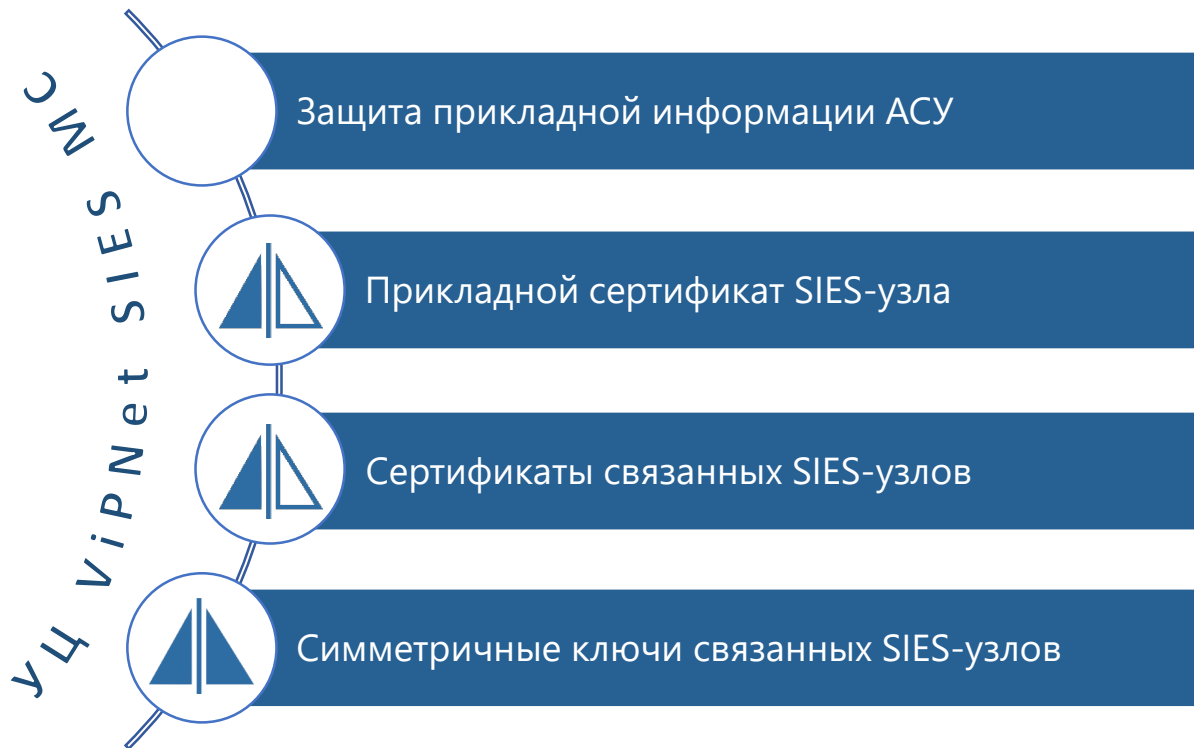 УЦ ViPNet SIES MC
Защита прикладной информации АСУ
Прикладной сертификат SIES-узла
Сертификаты связанных SIES-узлов
Симметричные ключи связанных SIES-узлов